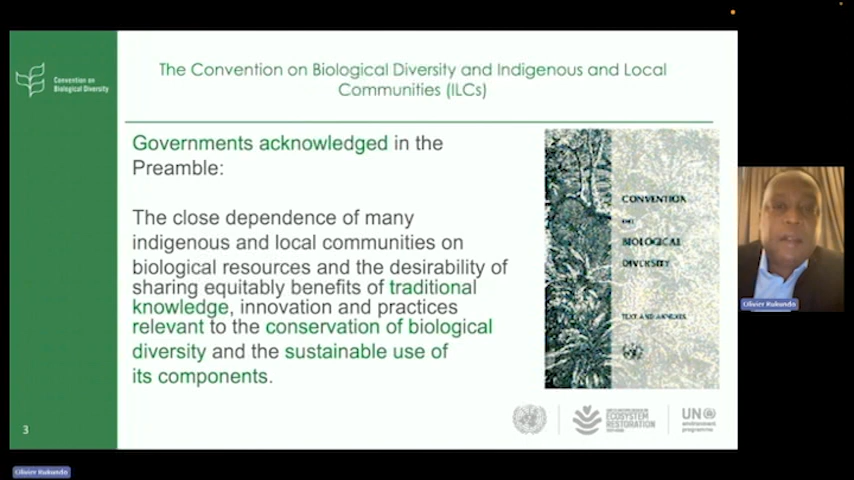 Convention on
Biological Diversity
The Convention on Biological Diversity and Indigenous and Local
Communities (ILCs)
Governments acknowledged in the
Preamble:
The close dependence of many
indigenous and local communities on
biological resources and the desirability of
sharing equitably benefits of traditional
knowledge, innovation and practices
relevant to the conservation of biological
diversity and the sustainable use of
its components.
CONVENTION
ON
BIOLOGICAL
DIVERSITY
TEXT AND ANNEXES
ECOSYSTEM
RESTORATION
UN
environment
programme
3
Olivier Rukundo
Olivier Rukundo